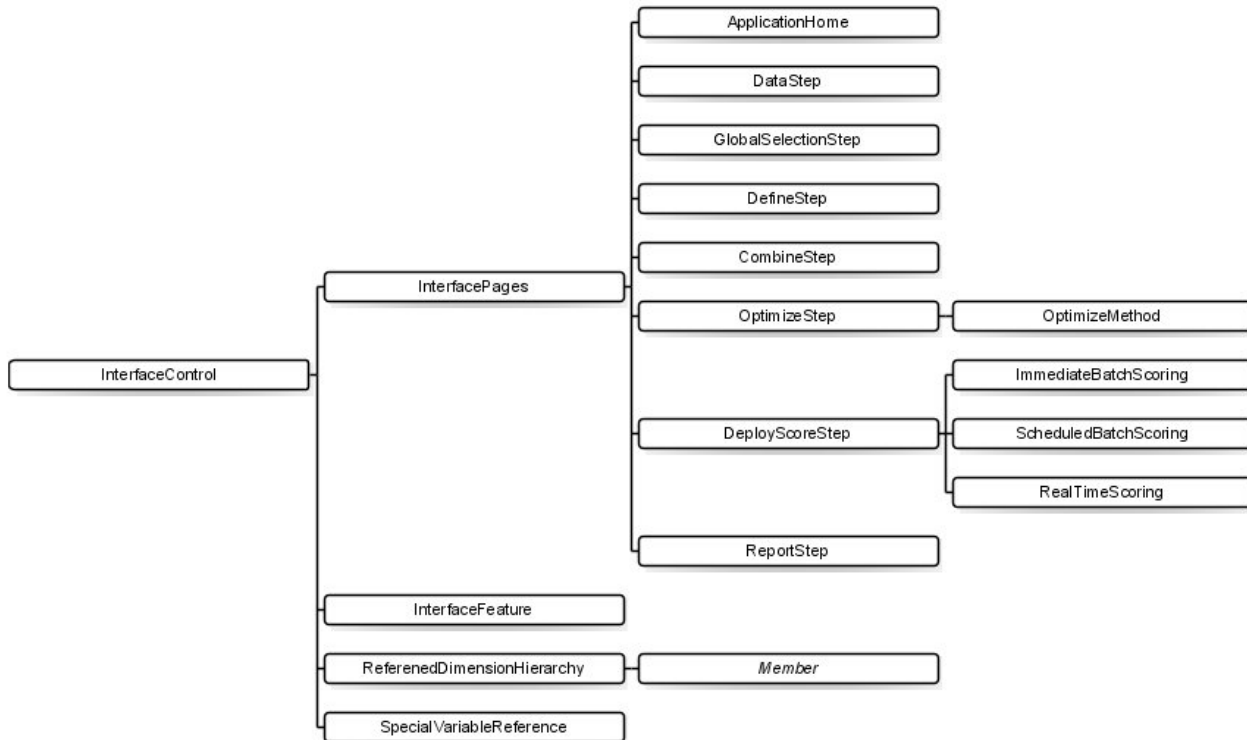 ApplicationHome
DataStep
GlobalSelectionStep
DefineStep
CombineStep
InterfacePages
OptimizeStep
OptimizeMethod
InterfaceControl
ImmediateBatchScoring
DeployScoreStep
ScheduledBatchScoring
RealTimeScoring
ReportStep
InterfaceFeature
ReferenedDimensionHierarchy
Member
SpecialVariableReference